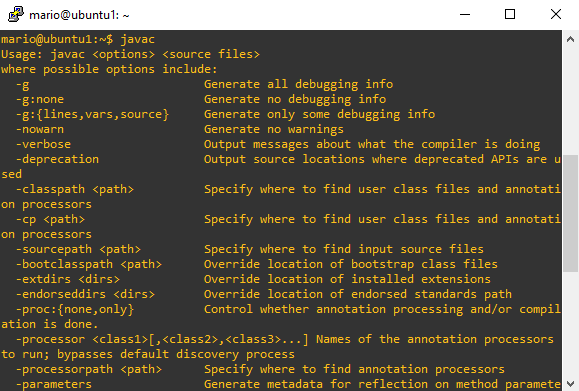 mario@ubuntu1: ~
mario@ubuntu1:~$ javac
Usage: javac <options> <source files>
where possible options include:
  -g                         Generate all debugging info
  -g:none                    Generate no debugging info
  -g:{lines,vars,source}     Generate only some debugging info
  -nowarn                    Generate no warnings
  -verbose                   Output messages about what the compiler is doing
  -deprecation               Output source locations where deprecated APIs are u
sed
  -classpath <path>          Specify where to find user class files and annotati
on processors
  -cp <path>                 Specify where to find user class files and annotati
on processors
  -sourcepath <path>         Specify where to find input source files
  -bootclasspath <path>      Override location of bootstrap class files
  -extdirs <dirs>            Override location of installed extensions
  -endorseddirs <dirs>       Override location of endorsed standards path
  -proc:{none,only}          Control whether annotation processing and/or compil
ation is done.
  -processor <class1>[,<class2>,<class3>...] Names of the annotation processors
to run; bypasses default discovery process
  -processorpath <path>      Specify where to find annotation processors
  -parameters                Generate metadata for reflection on method paramete